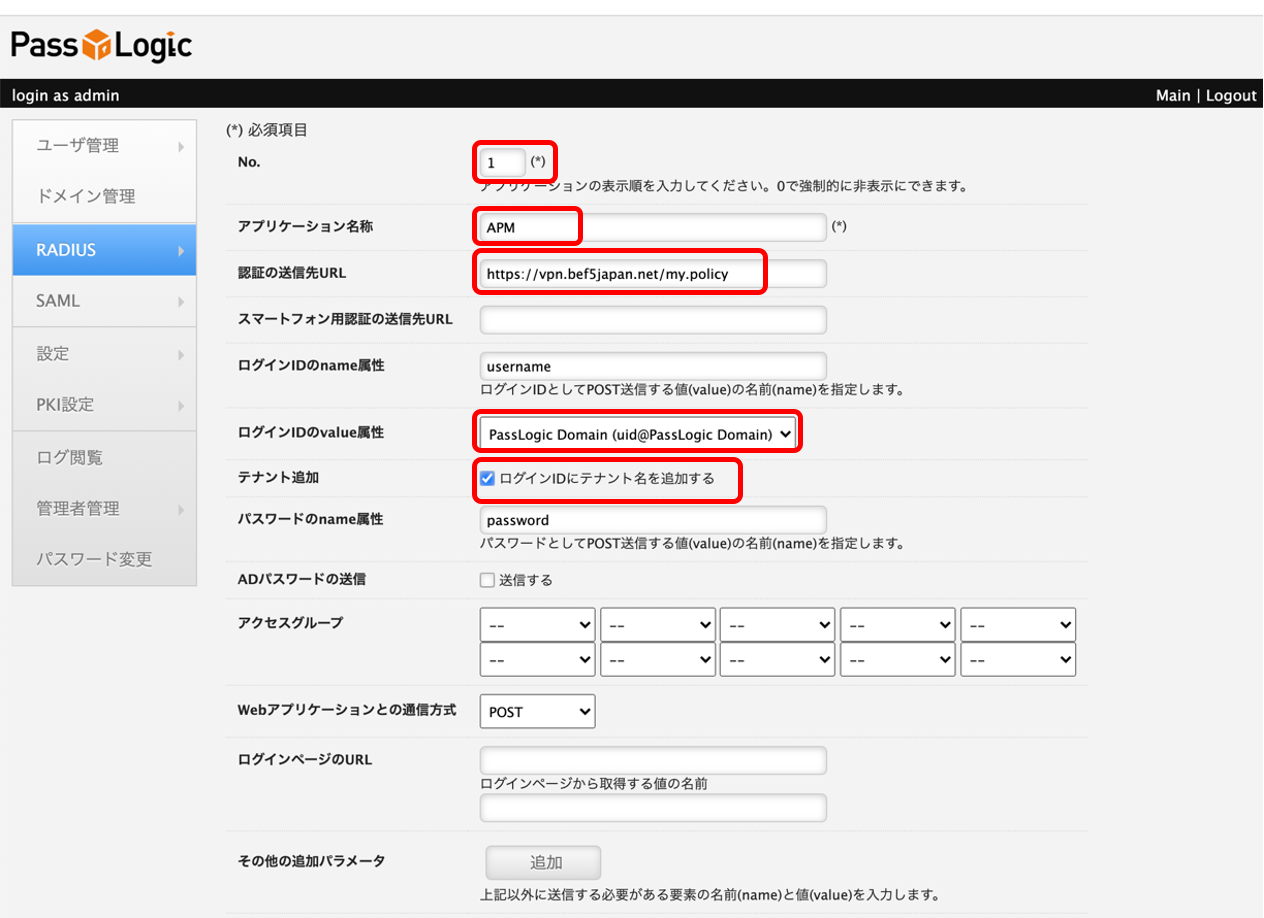 PassLogic
login as admin
Main | Logout
ユーザ管理
ドメイン管理
RADIUS
SAML
設定
PKI設定
ログ閲覧
管理者管理
パスワード変更
(*) 必須項目
No.
1 (*)
アプリケーションの表示順を入力してください。0で強制的に非表示にできます。
アプリケーション名称
APM (*)
認証の送信先URL
https://vpn.bef5japan.net/my.policy
スマートフォン用認証の送信先URL
ログインIDのname属性
username
ログインIDとしてPOST送信する値(value)の名前(name)を指定します。
ログインIDのvalue属性
PassLogic Domain (uid@PassLogic Domain)
テナント追加
ログインIDにテナント名を追加する
パスワードのname属性
password
パスワードとしてPOST送信する値(value)の名前(name)を指定します。
ADパスワードの送信
送信する
アクセスグループ
-- -- -- -- --
-- -- -- -- --
Webアプリケーションとの通信方式
POST
ログインページのURL
ログインページから取得する値の名前
その他の追加パラメータ
追加
上記以外に送信する必要がある要素の名前(name)と値(value)を入力します。